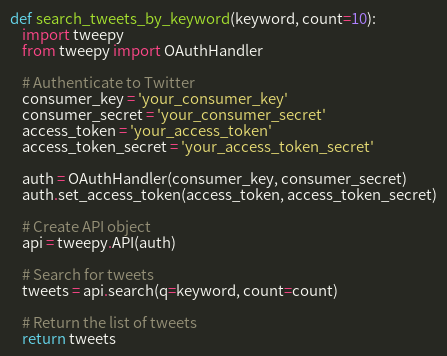 def search_tweets_by_keyword(keyword, count=10):
    import tweepy
    from tweepy import OAuthHandler

    # Authenticate to Twitter
    consumer_key = 'your_consumer_key'
    consumer_secret = 'your_consumer_secret'
    access_token = 'your_access_token'
    access_token_secret = 'your_access_token_secret'

    auth = OAuthHandler(consumer_key, consumer_secret)
    auth.set_access_token(access_token, access_token_secret)

    # Create API object
    api = tweepy.API(auth)

    # Search for tweets
    tweets = api.search(q=keyword, count=count)

    # Return the list of tweets
    return tweets